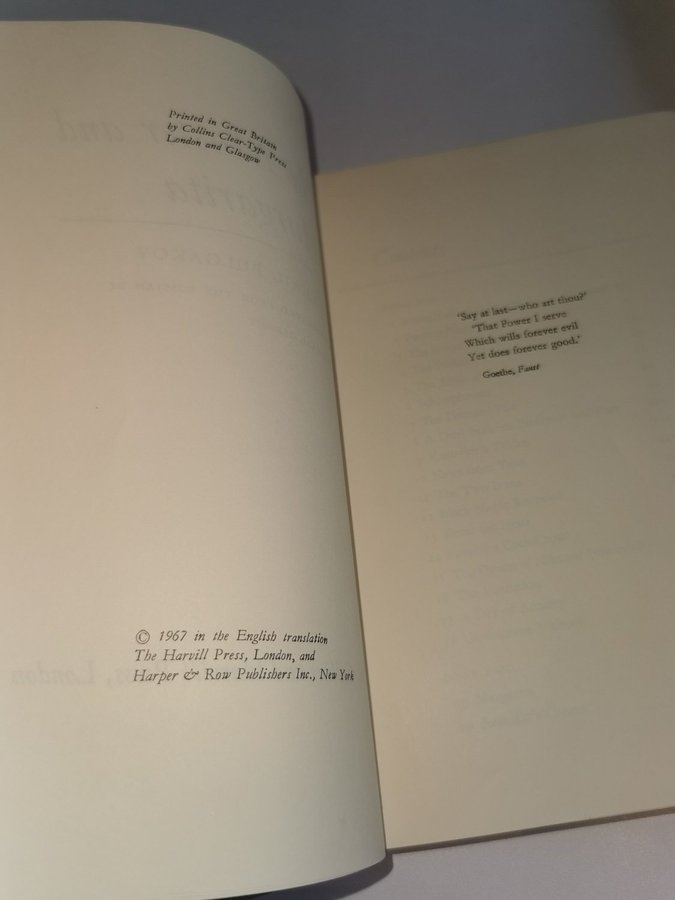 Printed in Great Britain
by Collins Clear-Type Press
London and Glasgow
© 1967 in the English translation
The Harvill Press, London, and
Harper & Row Publishers Inc., New York
‘Say at last—who art thou?’
‘That Power I serve
Which wills forever evil
Yet does forever good.’
Goethe, Faust